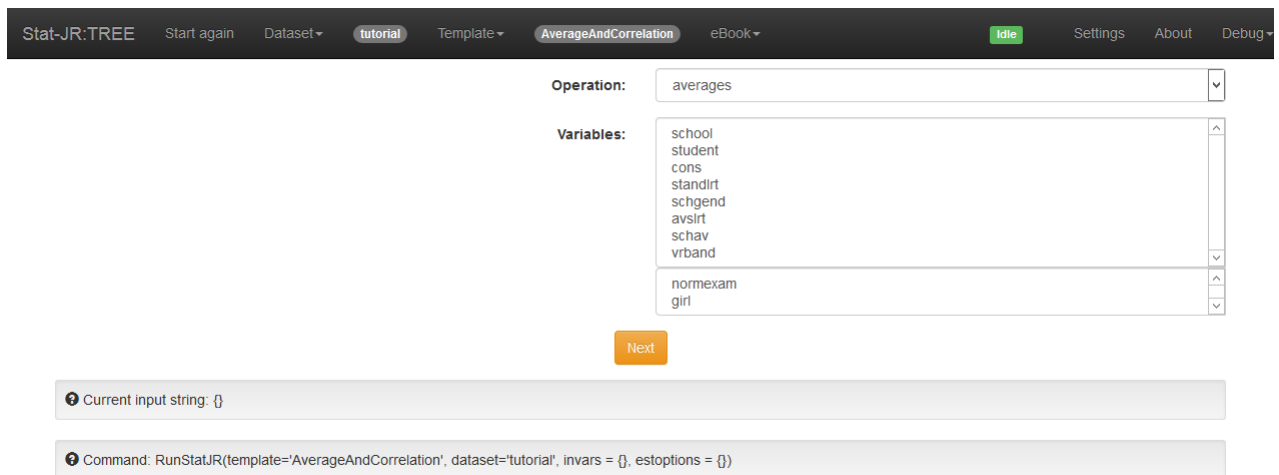 Stat-JR:TREE Start again Dataset tutorial Template AverageAndCorrelation eBook Idle Settings About Debug
Operation: averages
Variables: school
student
cons
standlrt
schgend
avslrt
schav
vrband
normexam
girl
Next
Current input string: {}
Command: RunStatJR(template='AverageAndCorrelation', dataset='tutorial', invars = {}, estoptions = {})